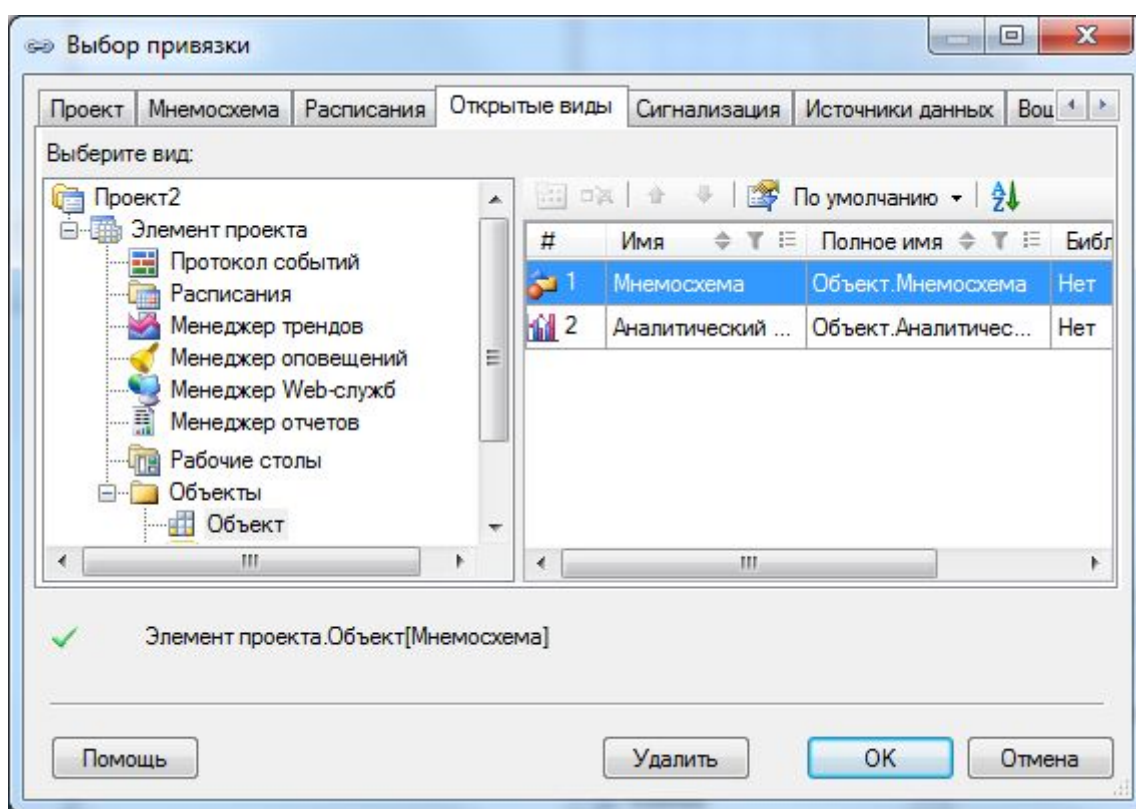 Выбор привязки
Проект Мнемосхема Расписания Открытые виды Сигнализация Источники данных
Выберите вид:
Проект2
Элемент проекта
Протокол событий
Расписания
Менеджер трендов
Менеджер оповещений
Менеджер Web-служб
Менеджер отчетов
Рабочие столы
Объекты
Объект
По умолчанию
# Имя Полное имя Библ
1 Мнемосхема Объект.Мнемосхема Нет
2 Аналитический ... Объект.Аналитичес... Нет
Элемент проекта.Объект[Мнемосхема]
Помощь Удалить OK Отмена